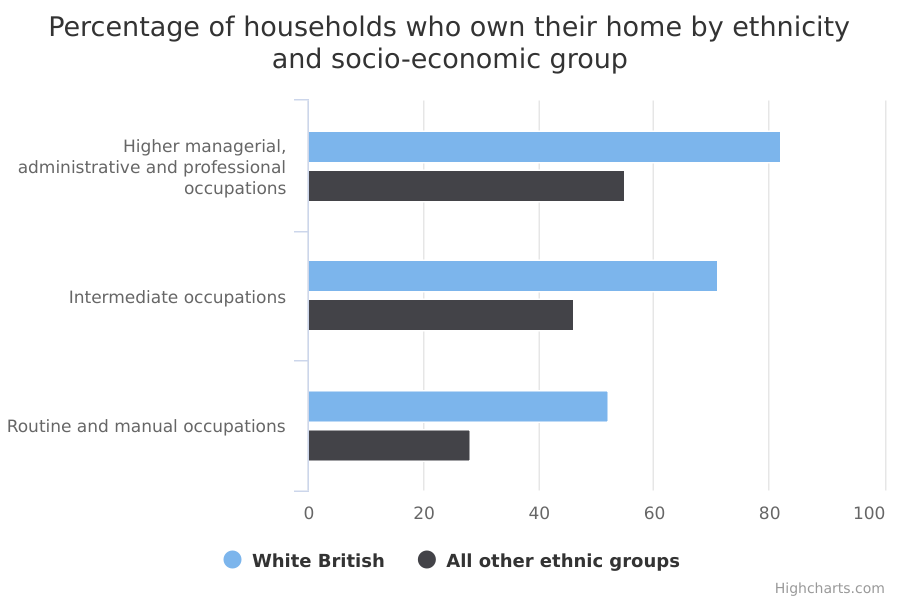 Percentage of households who own their home by ethnicity
and socio-economic group
Higher managerial,
administrative and professional
occupations
Intermediate occupations
Routine and manual occupations
0 20 40 60 80 100
White British All other ethnic groups
Highcharts.com